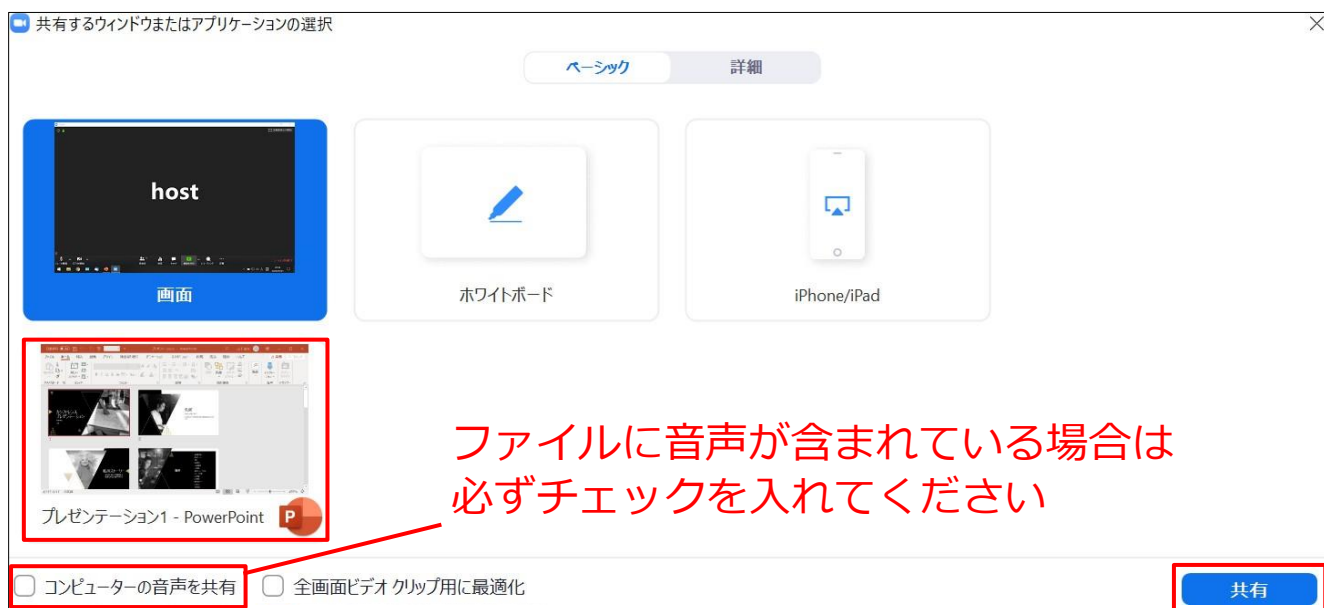 共有するウィンドウまたはアプリケーションの選択
ベーシック
詳細
host
画面
ホワイトボード
iPhone/iPad
プレゼンテーション1 - PowerPoint
P
ファイルに音声が含まれている場合は
必ずチェックを入れてください
コンピューターの音声を共有
全画面ビデオ クリップ用に最適化
共有